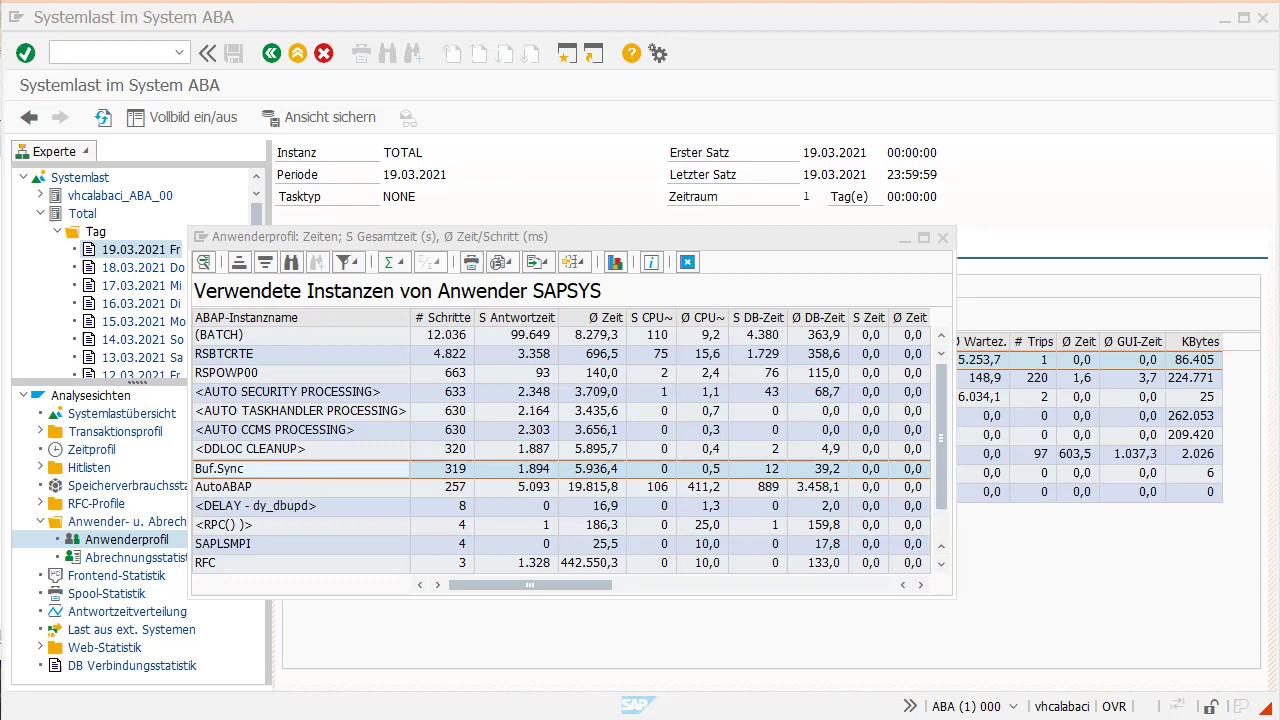 Systemlast im System ABA
Systemlast im System ABA
Vollbild ein/aus Ansicht sichern
Experte
Systemlast
vhcalabaci_ABA_00
Total
Tag
19.03.2021 Fr
18.03.2021 Do
17.03.2021 Mi
16.03.2021 Di
15.03.2021 Mo
14.03.2021 So
13.03.2021 Sa
12.03.2021 Fr
Analysesichten
Systemlastübersicht
Transaktionsprofil
Zeitprofil
Hitlisten
Speicherverbrauchssta
RFC-Profile
Anwender- u. Abrech
Anwenderprofil
Abrechnungsstatist
Frontend-Statistik
Spool-Statistik
Antwortzeitverteilung
Last aus ext. Systemen
Web-Statistik
DB Verbindungsstatistik
Instanz TOTAL Erster Satz 19.03.2021 00:00:00
Periode 19.03.2021 Letzter Satz 19.03.2021 23:59:59
Tasktyp NONE Zeitraum 1 Tag(e) 00:00:00
Anwenderprofil: Zeiten; S Gesamtzeit (s), Ø Zeit/Schritt (ms)
Verwendete Instanzen von Anwender SAPSYS
ABAP-Instanzname # Schritte S Antwortzeit Ø Zeit S CPU~ Ø CPU~ S DB-Zeit Ø DB-Zeit S Zeit Ø Zeit
(BATCH) 12.036 99.649 8.279,3 110 9,2 4.380 363,9 0,0 0,0
RSBTCRTE 4.822 3.358 696,5 75 15,6 1.729 358,6 0,0 0,0
RSPOWP00 663 93 140,0 2 2,4 76 115,0 0,0 0,0
<AUTO SECURITY PROCESSING> 633 2.348 3.709,0 1 1,1 43 68,7 0,0 0,0
<AUTO TASKHANDLER PROCESSING> 630 2.164 3.435,6 0 0,7 0 0,0 0,0 0,0
<AUTO CCMS PROCESSING> 630 2.303 3.656,1 0 0,3 0 0,0 0,0 0,0
<DDLOC CLEANUP> 320 1.887 5.895,7 0 0,4 2 4,9 0,0 0,0
Buf.Sync 319 1.894 5.936,4 0 0,5 12 39,2 0,0 0,0
AutoABAP 257 5.093 19.815,8 106 411,2 889 3.458,1 0,0 0,0
<DELAY - dy_dbupd> 8 0 16,9 0 1,3 0 2,0 0,0 0,0
<RPC() )> 4 1 186,3 0 25,0 1 159,8 0,0 0,0
SAPLSMPI 4 0 25,5 0 10,0 0 17,8 0,0 0,0
RFC 3 1.328 442.550,3 0 10,0 0 133,0 0,0 0,0
Ø Wartez. # Trips Ø Zeit Ø GUI-Zeit KBytes
5.253,7 1 0,0 0,0 86.405
148,9 220 1,6 3,7 224.771
6.034,1 2 0,0 0,0 25
0,0 0 0,0 0,0 262.053
0,0 0 0,0 0,0 209.420
0,0 97 603,5 1.037,3 2.026
0,0 0 0,0 0,0 6
0,0 0 0,0 0,0 0
SAP
ABA (1) 000 vhcalabaci OVR